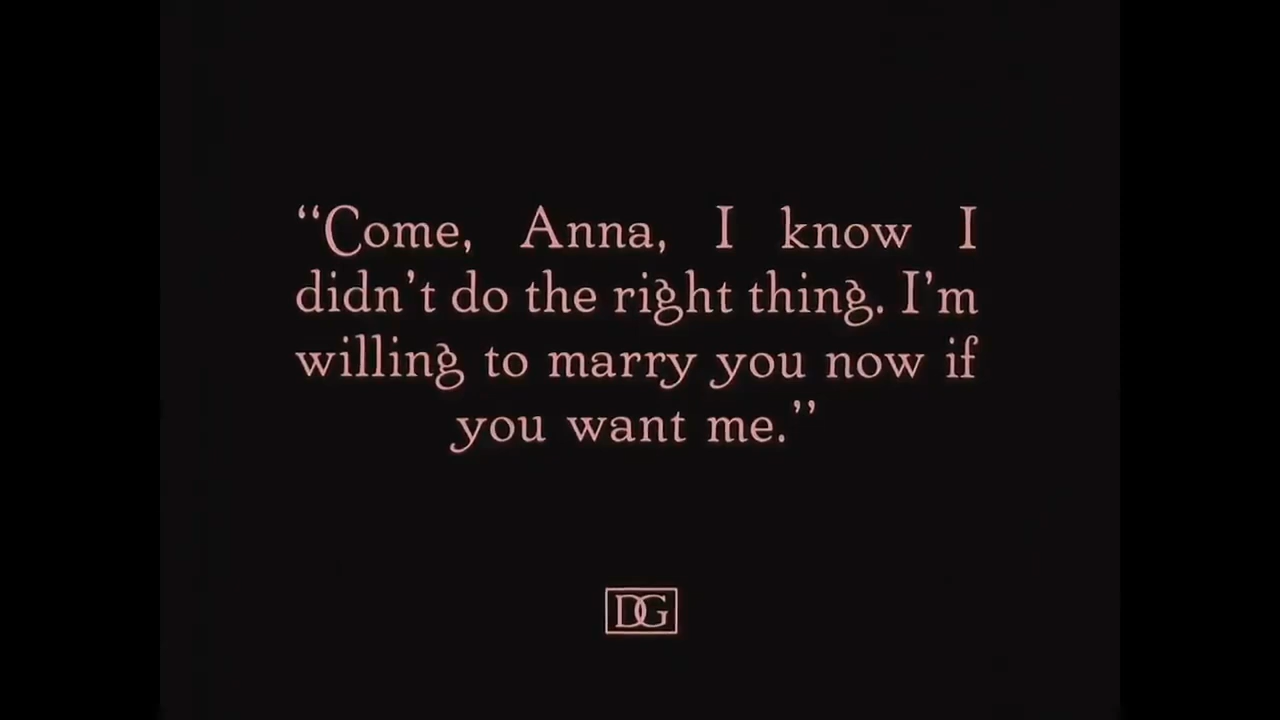 “Come, Anna, I know I
didn’t do the right thing. I’m
willing to marry you now if
you want me.”
DG